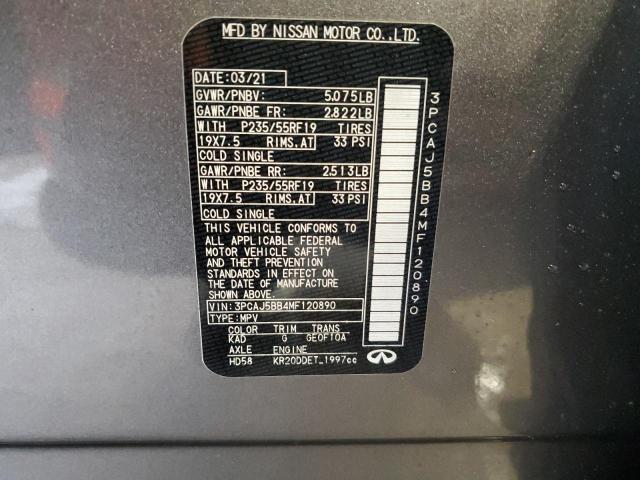 MFD BY NISSAN MOTOR CO.,LTD.
DATE:03/21
GVWR/PNBV: 5.075LB
GAWR/PNBE FR: 2.822LB
WITH P235/55RF19 TIRES
19X7.5 RIMS.AT 33 PSI
COLD SINGLE
GAWR/PNBE RR: 2.513LB
WITH P235/55RF19 TIRES
19X7.5 RIMS.AT 33 PSI
COLD SINGLE
THIS VEHICLE CONFORMS TO
ALL APPLICABLE FEDERAL
MOTOR VEHICLE SAFETY
AND THEFT PREVENTION
STANDARDS IN EFFECT ON
THE DATE OF MANUFACTURE
SHOWN ABOVE.
VIN:3PCAJ5BB4MF120890
TYPE:MPV
COLOR TRIM TRANS
KAD G GE0F10A
AXLE ENGINE
HD58 KR20DDET_1997cc
3PCAJ5BB4MF120890